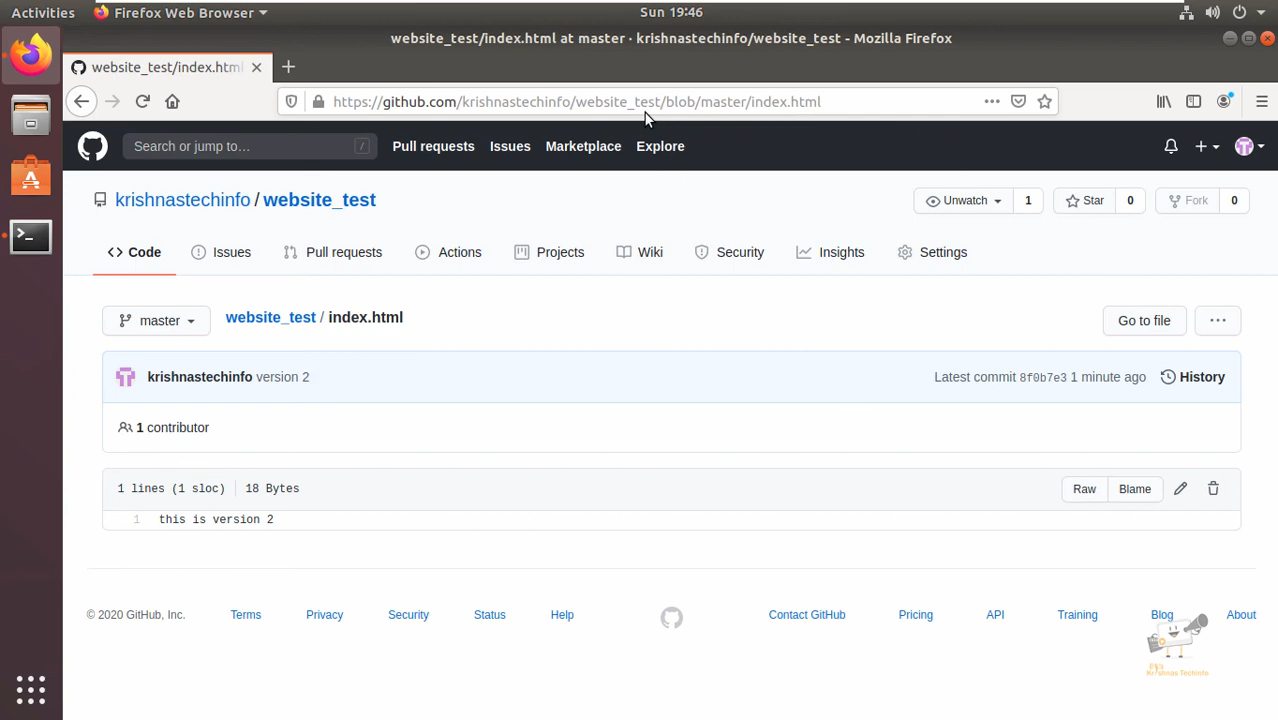 Activities Firefox Web Browser Sun 19:46
website_test/index.html at master · krishnastechinfo/website_test - Mozilla Firefox
website_test/index.html
https://github.com/krishnastechinfo/website_test/blob/master/index.html
Search or jump to… / Pull requests Issues Marketplace Explore
krishnastechinfo / website_test Unwatch 1 Star 0 Fork 0
Code Issues Pull requests Actions Projects Wiki Security Insights Settings
master website_test / index.html Go to file
krishnastechinfo version 2 Latest commit 8f0b7e3 1 minute ago History
1 contributor
1 lines (1 sloc) 18 Bytes Raw Blame
1 this is version 2
© 2020 GitHub, Inc. Terms Privacy Security Status Help Contact GitHub Pricing API Training Blog About
Krishnas Techinfo